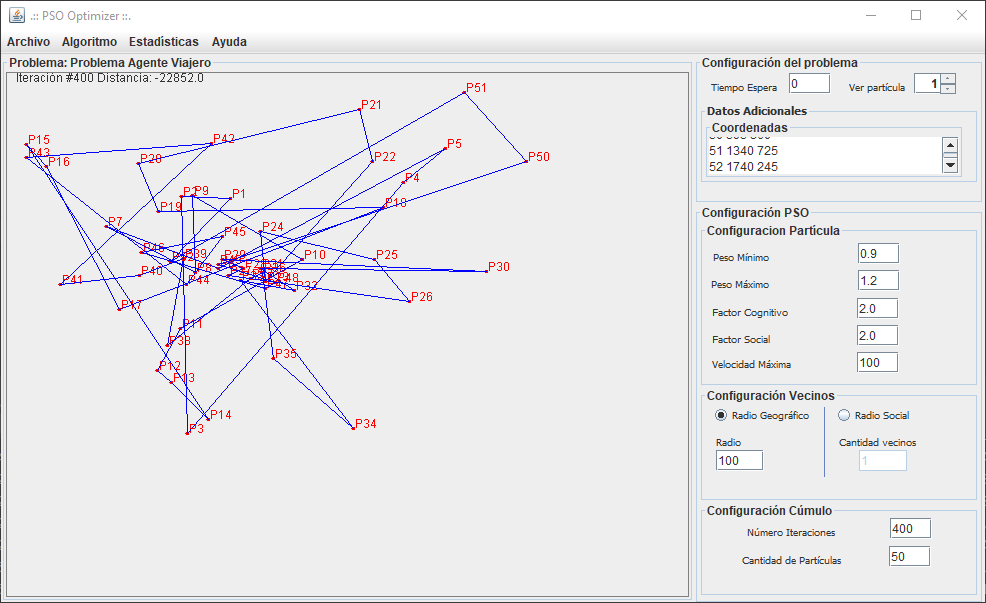 .:: PSO Optimizer ::.
Archivo Algoritmo Estadísticas Ayuda
Problema: Problema Agente Viajero
Iteración #400 Distancia: -22852.0
P51
P21
P15
P42
P43
P16
P20
P22
P5
P50
P4
P9
P1
P18
P19
P7
P24
P45
P46
P39
P29
P10
P25
P30
P41
P40
P44
P48
P26
P17
P11
P38
P35
P12
P13
P14
P3
P34
Configuración del problema
Tiempo Espera 0 Ver partícula 1
Datos Adicionales
Coordenadas
51 1340 725
52 1740 245
Configuración PSO
Configuracion Partícula
Peso Mínimo 0.9
Peso Máximo 1.2
Factor Cognitivo 2.0
Factor Social 2.0
Velocidad Máxima 100
Configuración Vecinos
Radio Geográfico Radio Social
Radio Cantidad vecinos
100 1
Configuración Cúmulo
Número Iteraciones 400
Cantidad de Partículas 50